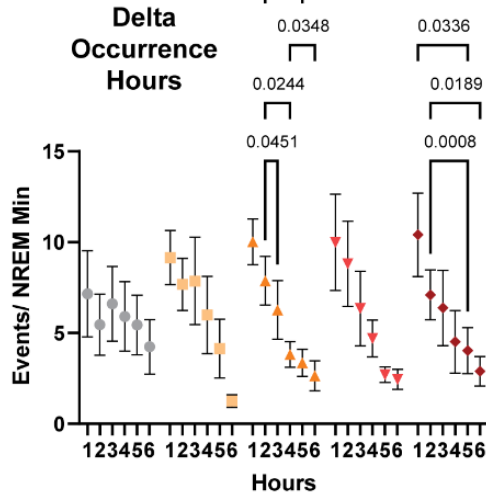 Delta
Occurrence
Hours
0.0348
0.0336
0.0244
0.0189
0.0451
0.0008
15
10
5
0
Events/ NREM Min
123456 123456 123456 123456 123456
Hours